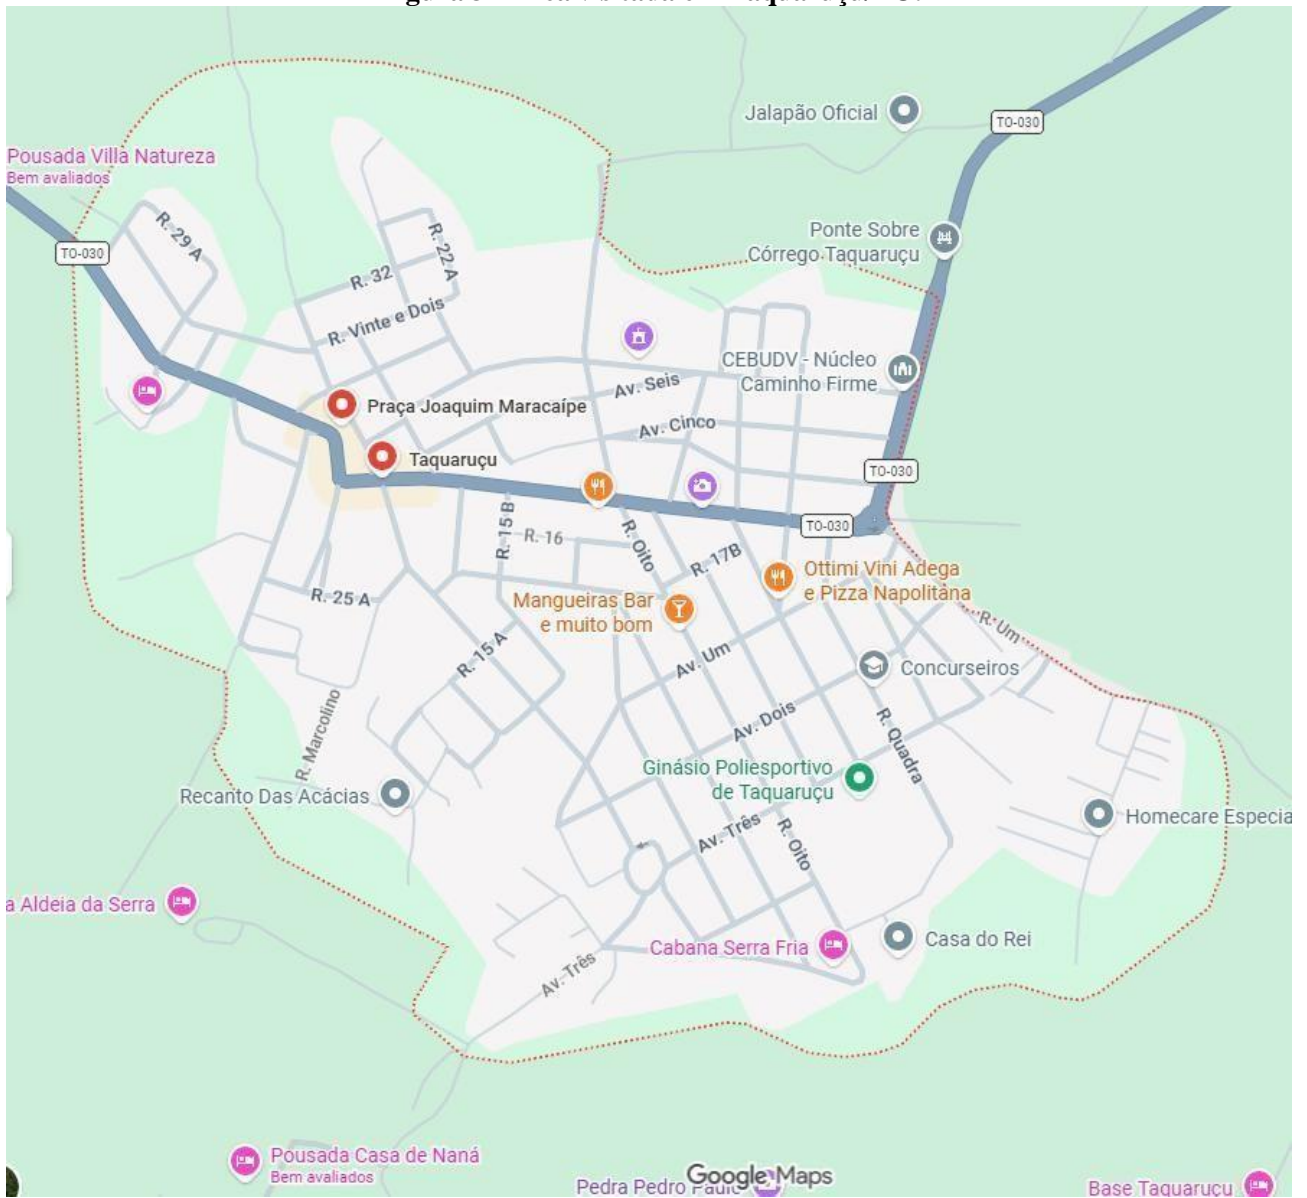 Jalapão Oficial
TO-030
Pousada Villa Natureza
Bem avaliados
R. 29 A
TO-030
R. 22 A
Ponte Sobre
Córrego Taquaruçu
R. 32
R. Vinte e Dois
CEBUDV - Núcleo
Caminho Firme
Av. Seis
Praça Joaquim Maracaípe
Av. Cinco
Taquaruçu
TO-030
TO-030
R. 15 B
R. 16
R. Oito
R. 17B
Ottimi Vini Adega
e Pizza Napolitana
R. 25 A
Mangueiras Bar
e muito bom
R. Um
R. 15 A
Av. Um
Concurseiros
R. Marcolino
Av. Dois
R. Quadra
Ginásio Poliesportivo
de Taquaruçu
Recanto Das Acácias
Av. Três
R. Oito
Homecare Especia
a Aldeia da Serra
Cabana Serra Fria
Casa do Rei
Av. Três
Pousada Casa de Naná
Bem avaliados
Google Maps
Pedra Pedro Paulo
Base Taquaruçu